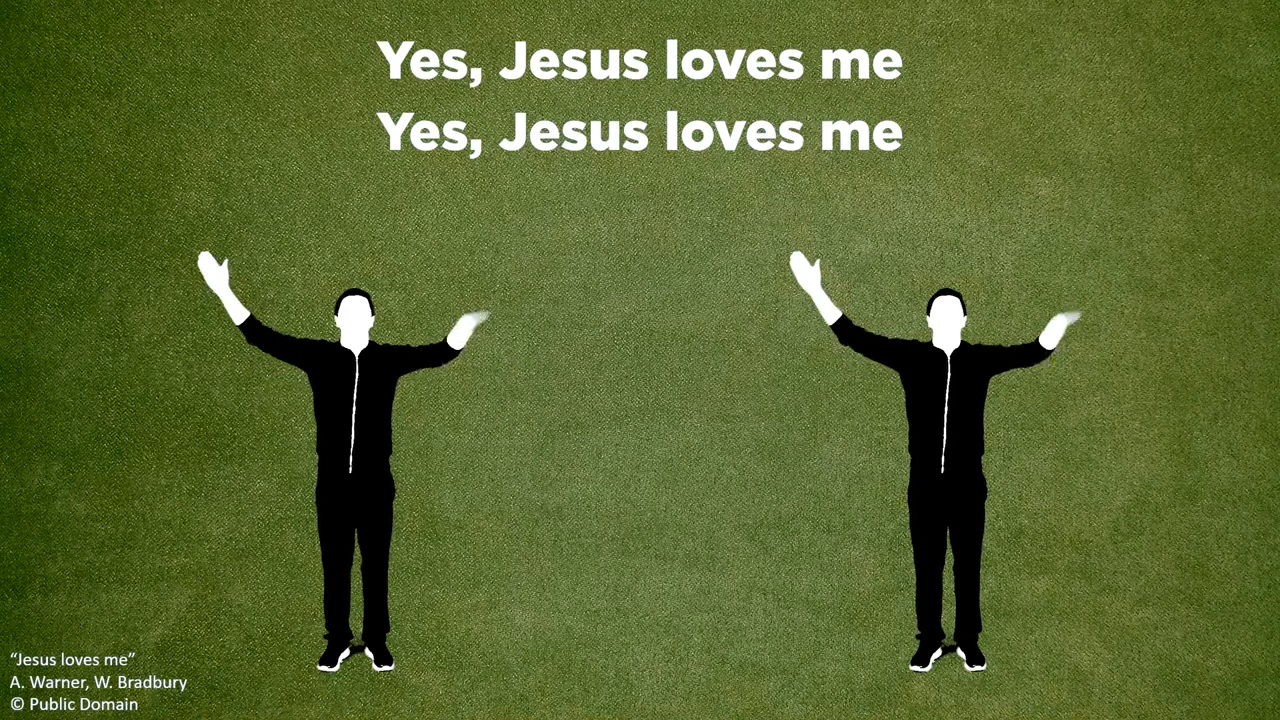 Yes, Jesus loves me
Yes, Jesus loves me
“Jesus loves me”
A. Warner, W. Bradbury
© Public Domain